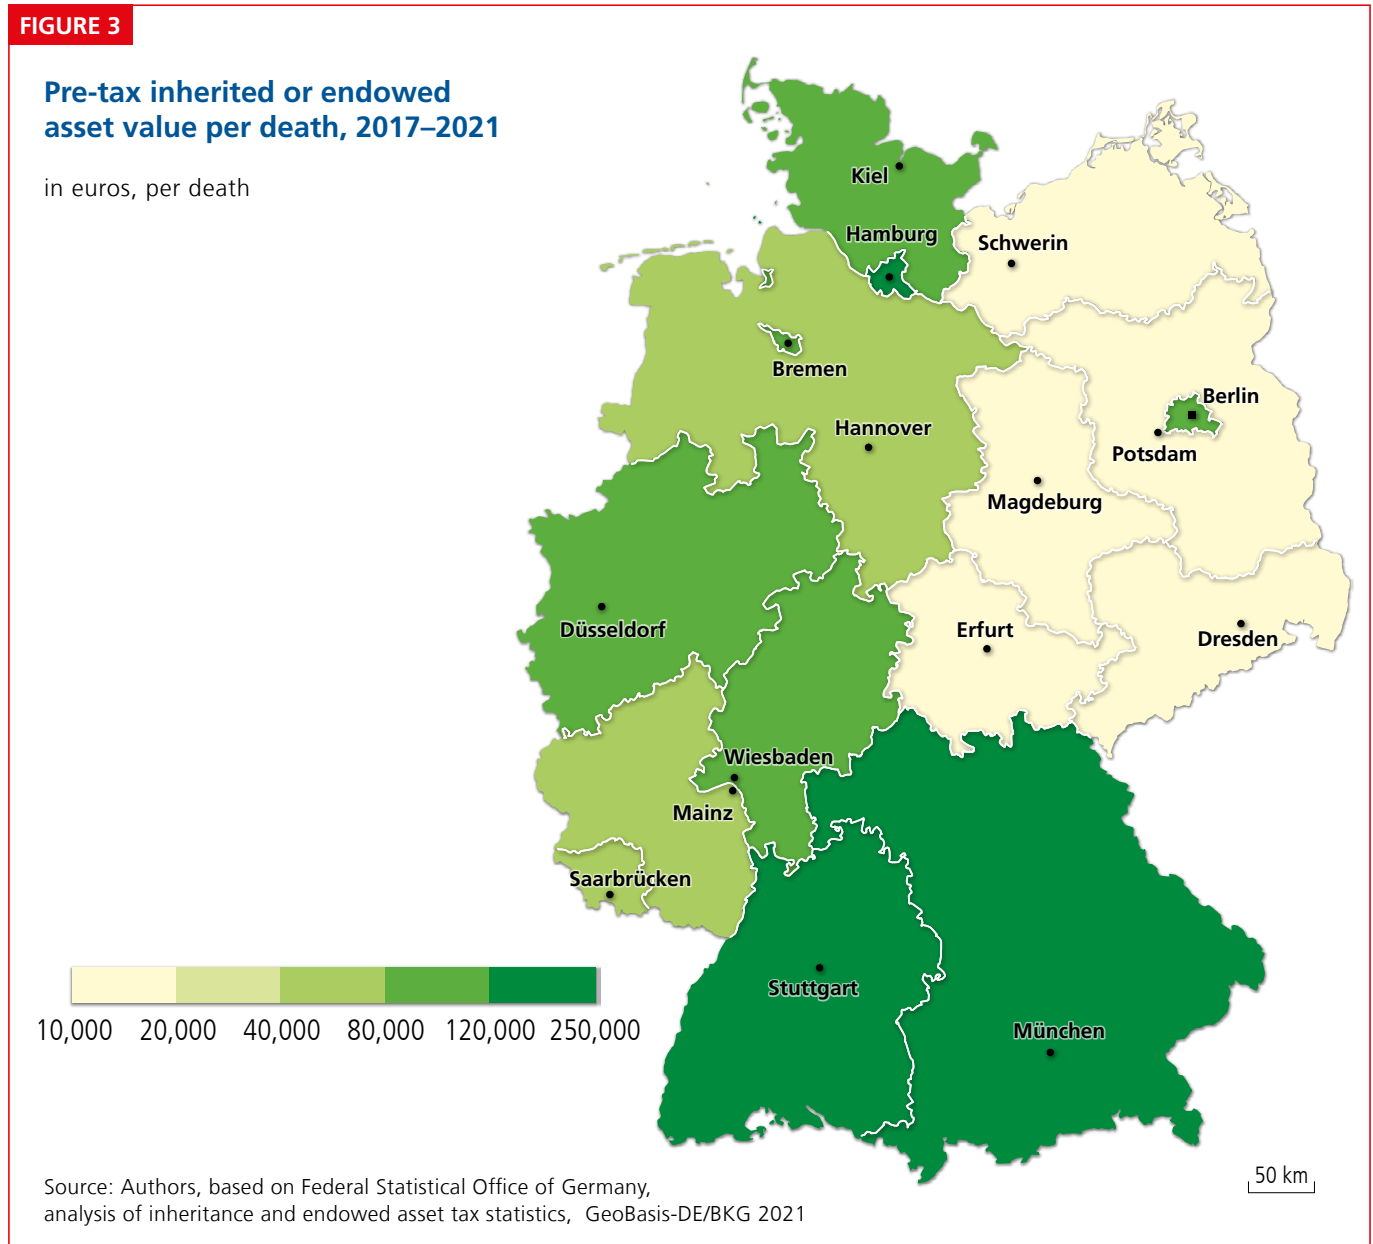 FIGURE 3
Pre-tax inherited or endowed
asset value per death, 2017–2021
in euros, per death
Kiel
Hamburg
Schwerin
Bremen
Berlin
Hannover
Potsdam
Magdeburg
Düsseldorf
Erfurt
Dresden
Wiesbaden
Mainz
Saarbrücken
Stuttgart
München
10,000 20,000 40,000 80,000 120,000 250,000
50 km
Source: Authors, based on Federal Statistical Office of Germany,
analysis of inheritance and endowed asset tax statistics, GeoBasis-DE/BKG 2021